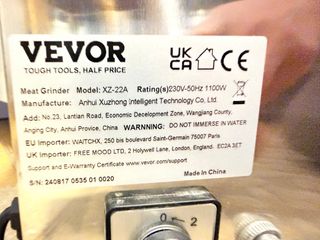 VEVOR
TOUGH TOOLS, HALF PRICE
UK
CA
CE
Meat Grinder Model: XZ-22A Rating(s)230V~50Hz 1100W
Manufacture: Anhui Xuzhong Intelligent Technology Co., Ltd.
Add: No.23, Lantian Road, Economic Development Zone, Wangjiang County,
Anqing City, Anhui Provice, China WARNNING: DO NOT IMMERSE IN WATER
EU Importer: WAITCHX, 250 bis boulevard Saint-Germain 75007 Paris
UK Importer: FREE MOOD LTD, 2 Holywell Lane, London, England, EC2A 3ET
Support and E-Warranty Certificate www.vevor.com/support
S/N: 240817 0535 01 0020
Made In China
0
2